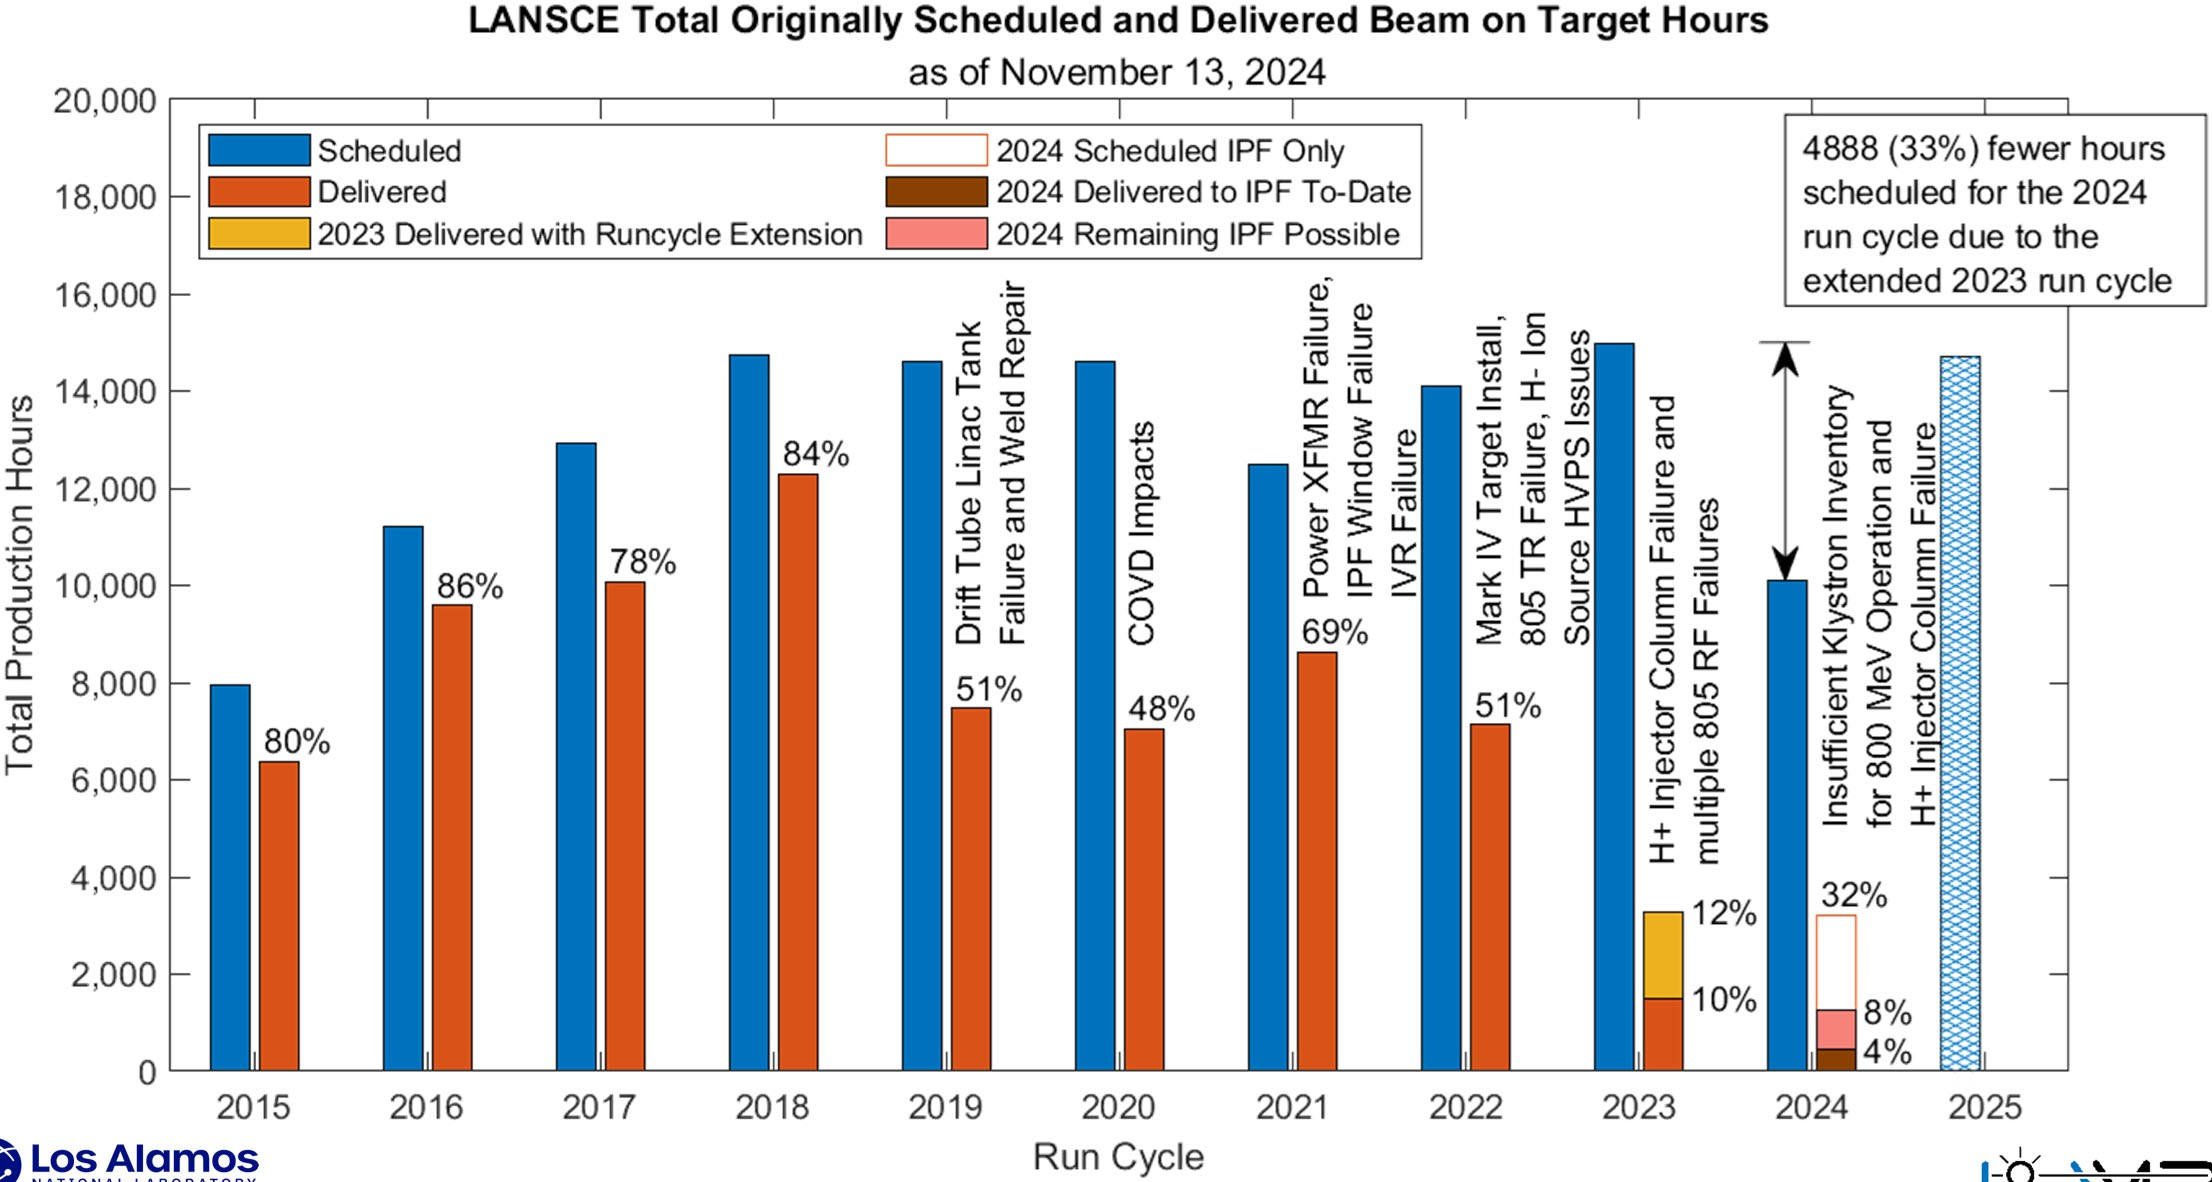 LANSCE Total Originally Scheduled and Delivered Beam on Target Hours
as of November 13, 2024
Total Production Hours
20,000
18,000
16,000
14,000
12,000
10,000
8,000
6,000
4,000
2,000
0
Scheduled
Delivered
2023 Delivered with Runcycle Extension
2024 Scheduled IPF Only
2024 Delivered to IPF To-Date
2024 Remaining IPF Possible
4888 (33%) fewer hours
scheduled for the 2024
run cycle due to the
extended 2023 run cycle
80%
86%
78%
84%
Drift Tube Linac Tank
Failure and Weld Repair
51%
COVD Impacts
48%
Power XFMR Failure,
IPF Window Failure
IVR Failure
69%
Mark IV Target Install,
805 TR Failure, H- Ion
Source HVPS Issues
51%
H+ Injector Column Failure and
multiple 805 RF Failures
12%
10%
Insufficient Klystron Inventory
for 800 MeV Operation and
H+ Injector Column Failure
32%
8%
4%
2015
2016
2017
2018
2019
2020
2021
2022
2023
2024
2025
Run Cycle
Los Alamos
NATIONAL LABORATORY